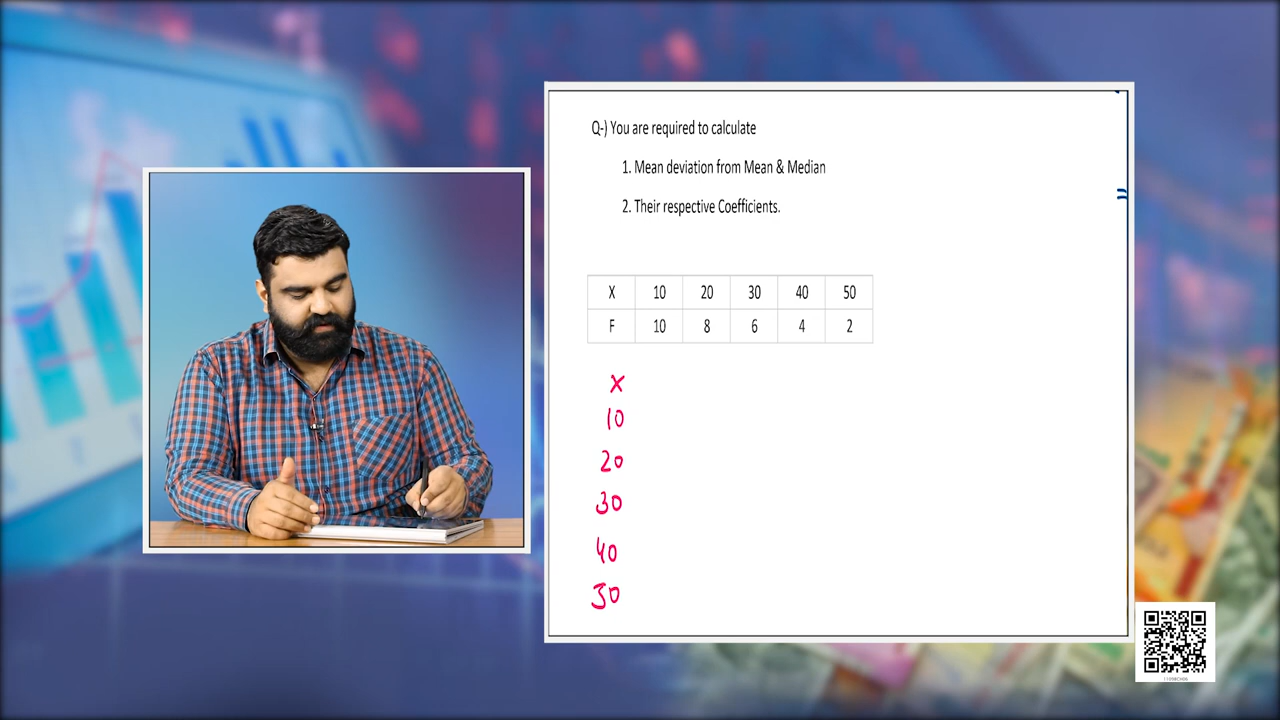 Q-) You are required to calculate
1. Mean deviation from Mean & Median
2. Their respective Coefficients.
X 10 20 30 40 50
F 10 8 6 4 2
X
10
20
30
40
30
=